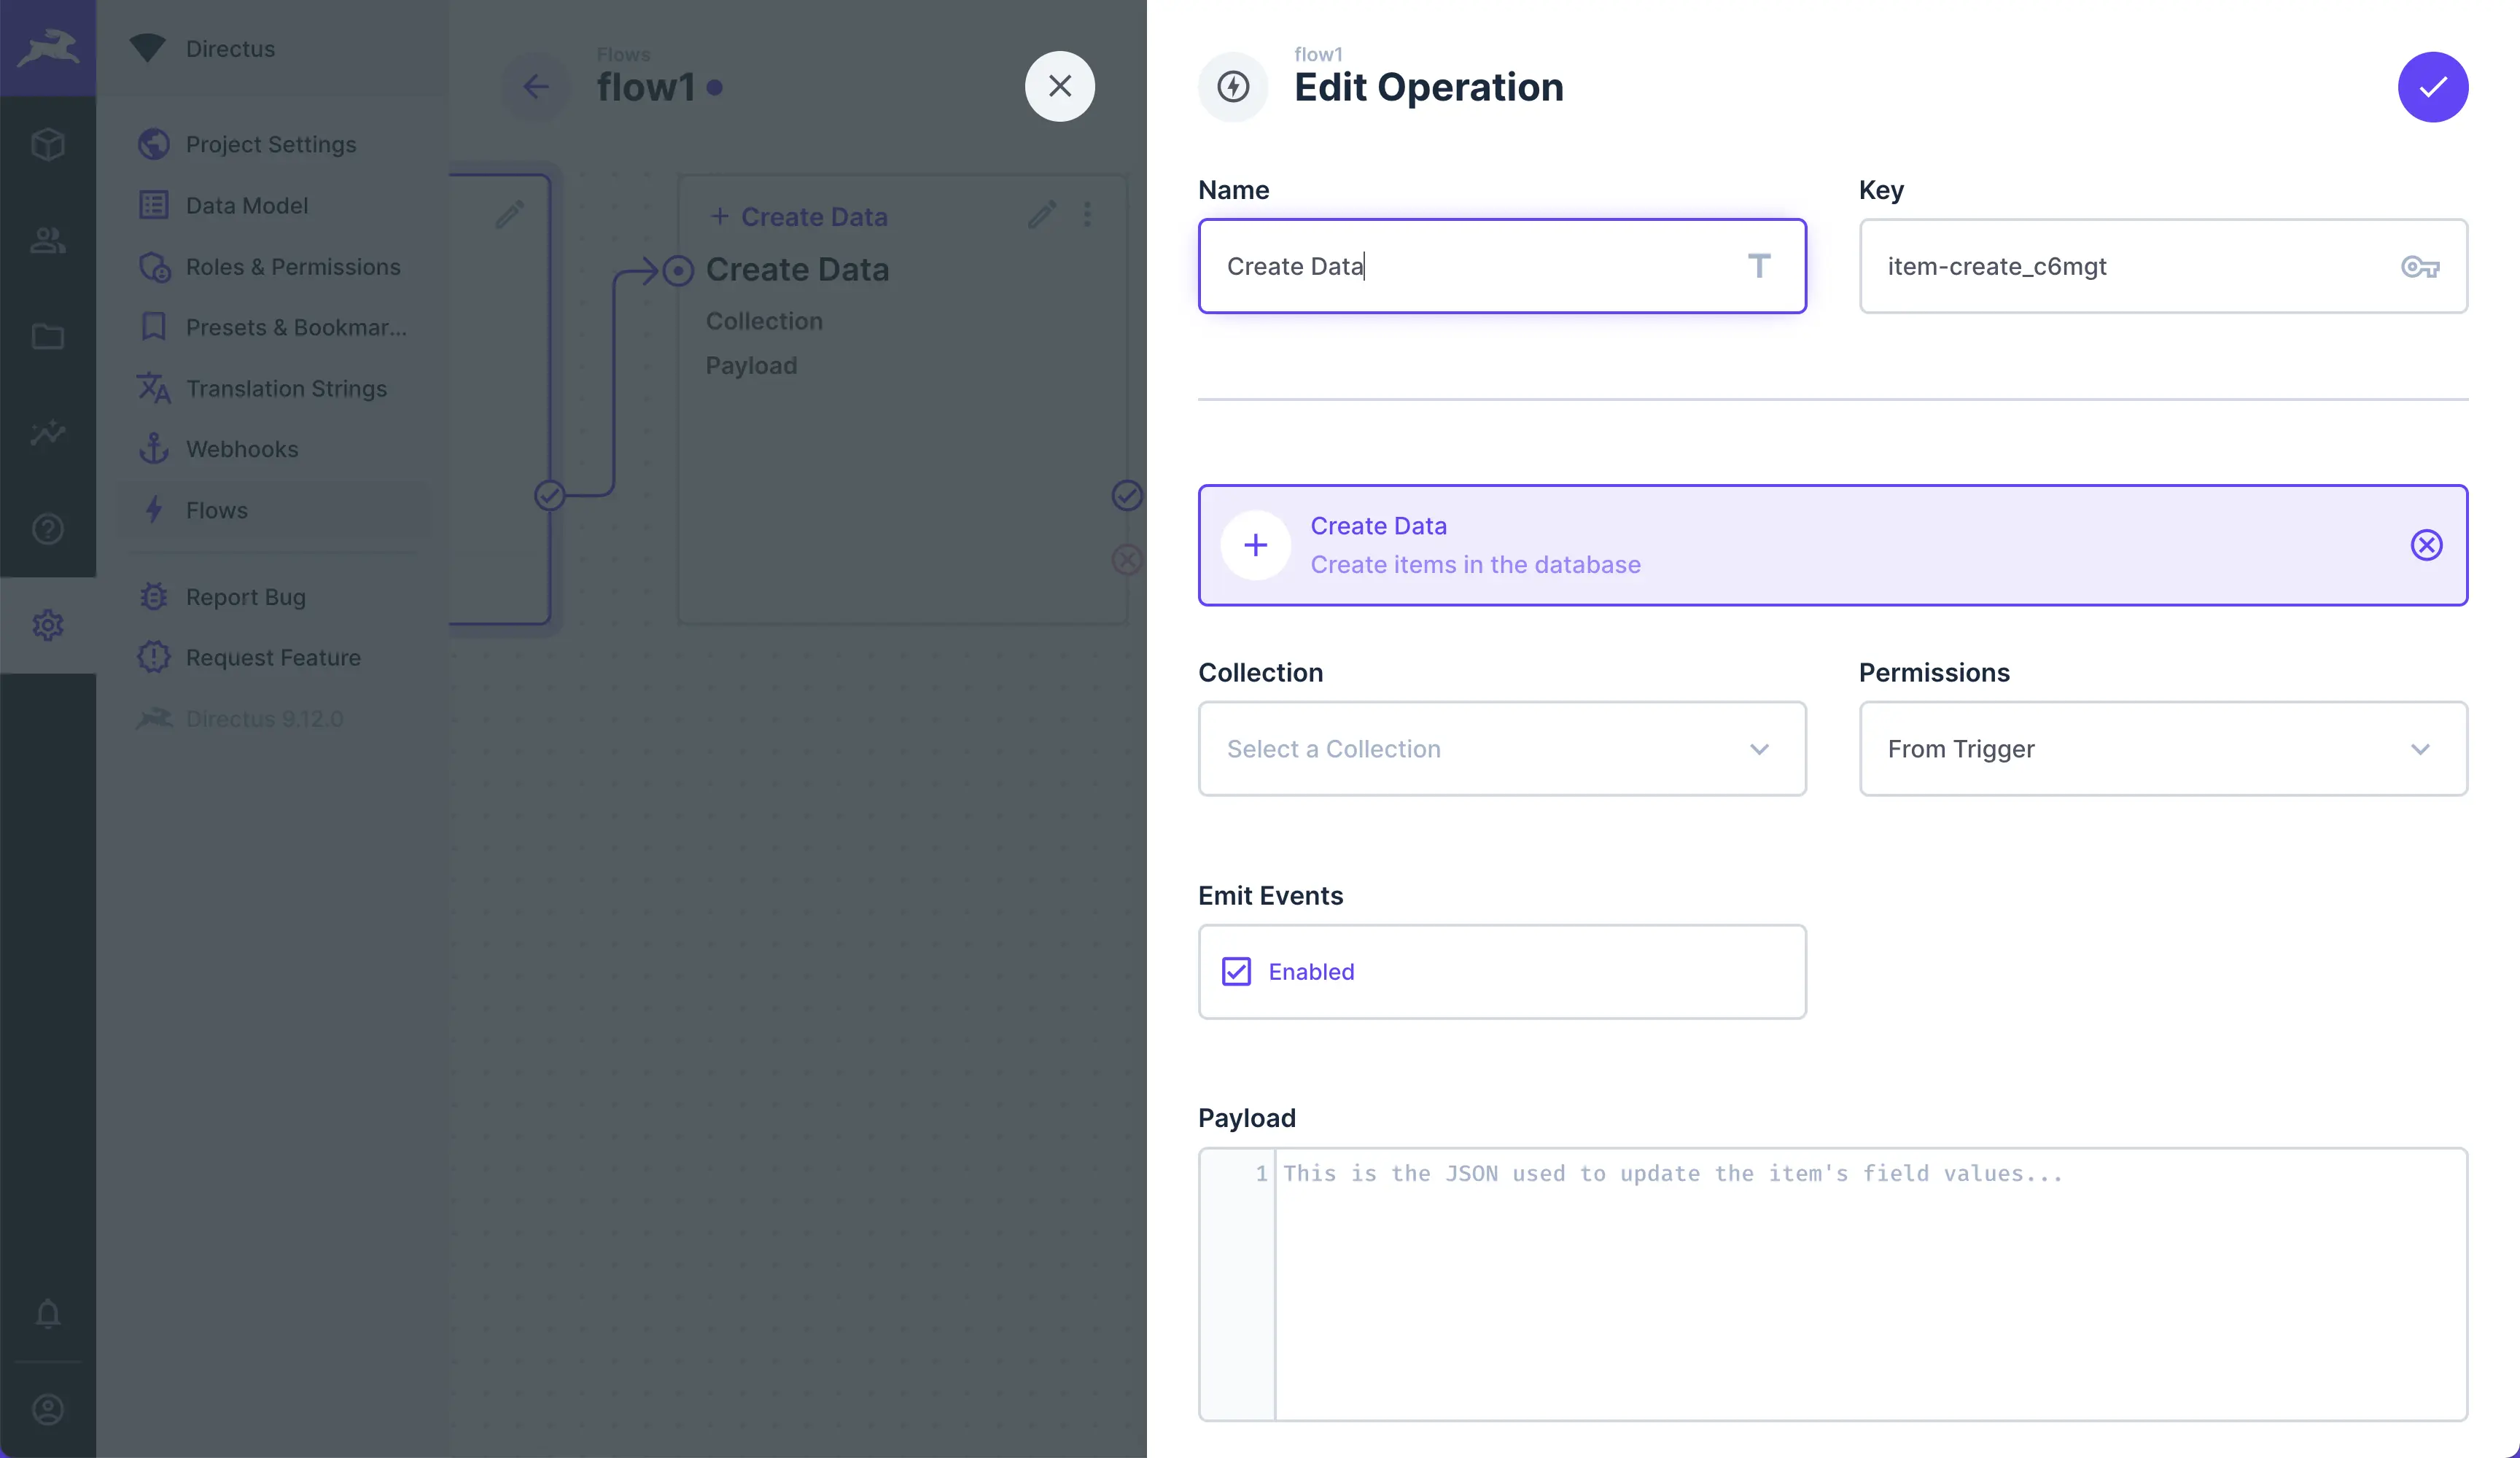 Directus
Project Settings
Data Model
Roles & Permissions
Presets & Bookmar...
Translation Strings
Webhooks
Flows
Report Bug
Request Feature
Directus 9.12.0
Flows
flow1
Create Data
Create Data
Collection
Payload
flow1
Edit Operation
Name
Key
Create Data
item-create_c6mgt
Create Data
Create items in the database
Collection
Permissions
Select a Collection
From Trigger
Emit Events
Enabled
Payload
1
This is the JSON used to update the item's field values...